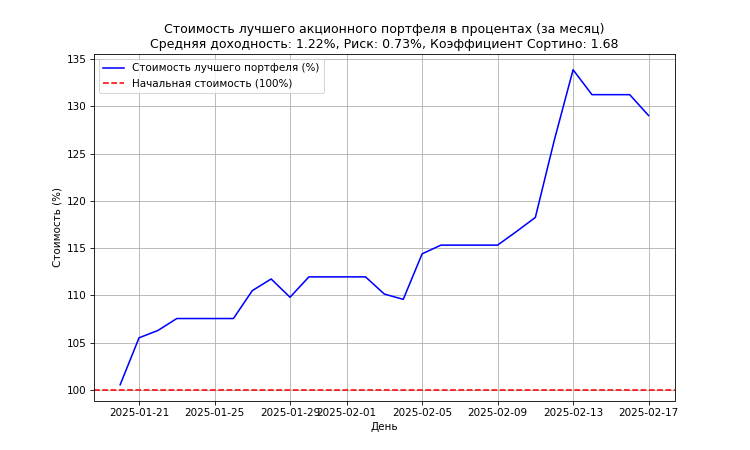 Стоимость лучшего акционного портфеля в процентах (за месяц)
Средняя доходность: 1.22%, Риск: 0.73%, Коэффициент Сортино: 1.68
Стоимость лучшего портфеля (%)
Начальная стоимость (100%)
Стоимость (%)
135
130
125
120
115
110
105
100
2025-01-21 2025-01-25 2025-01-29 2025-02-01 2025-02-05 2025-02-09 2025-02-13 2025-02-17
День